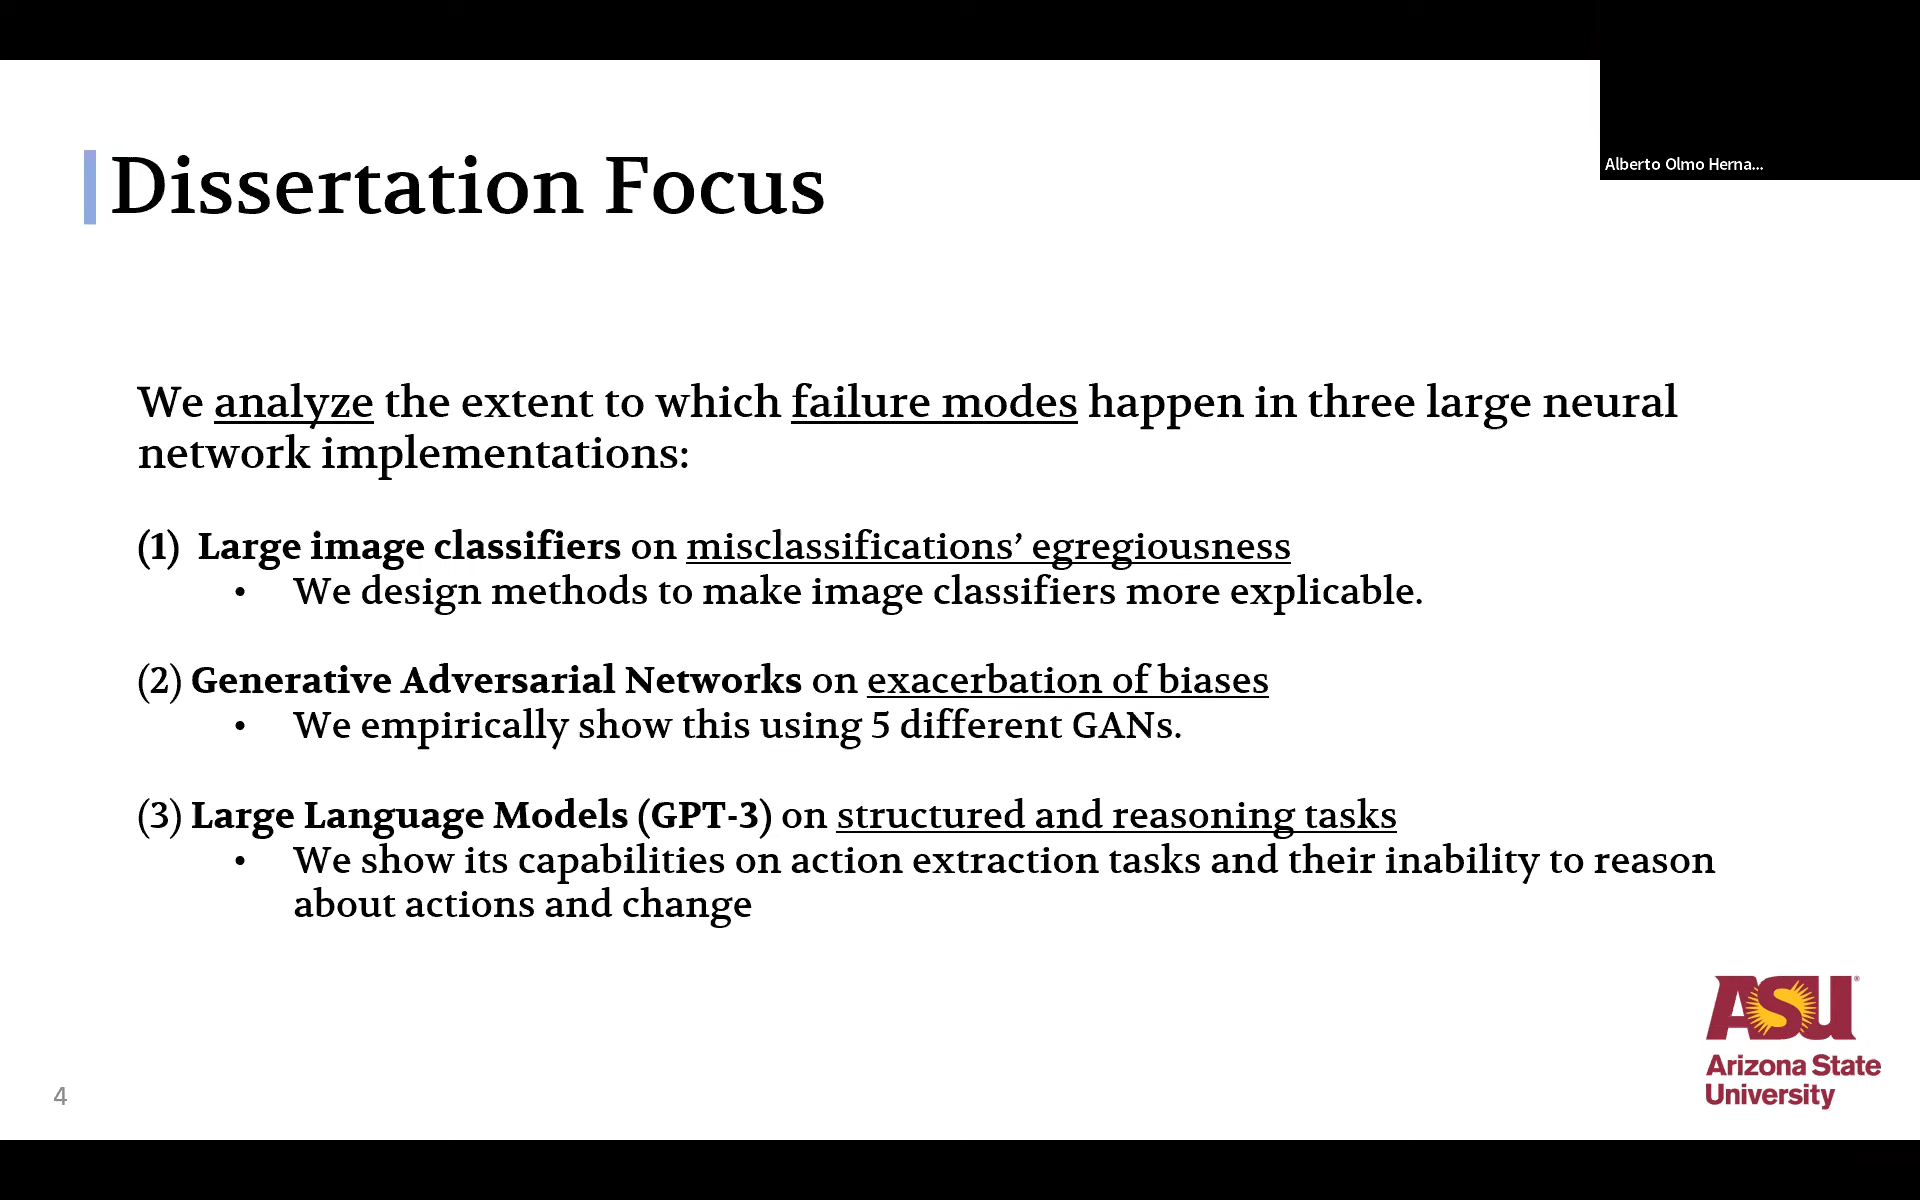 Alberto Olmo Herna...
Dissertation Focus
We analyze the extent to which failure modes happen in three large neural
network implementations:
(1) Large image classifiers on misclassifications’ egregiousness
• We design methods to make image classifiers more explicable.
(2) Generative Adversarial Networks on exacerbation of biases
• We empirically show this using 5 different GANs.
(3) Large Language Models (GPT-3) on structured and reasoning tasks
• We show its capabilities on action extraction tasks and their inability to reason
about actions and change
ASU®
Arizona State
University
4